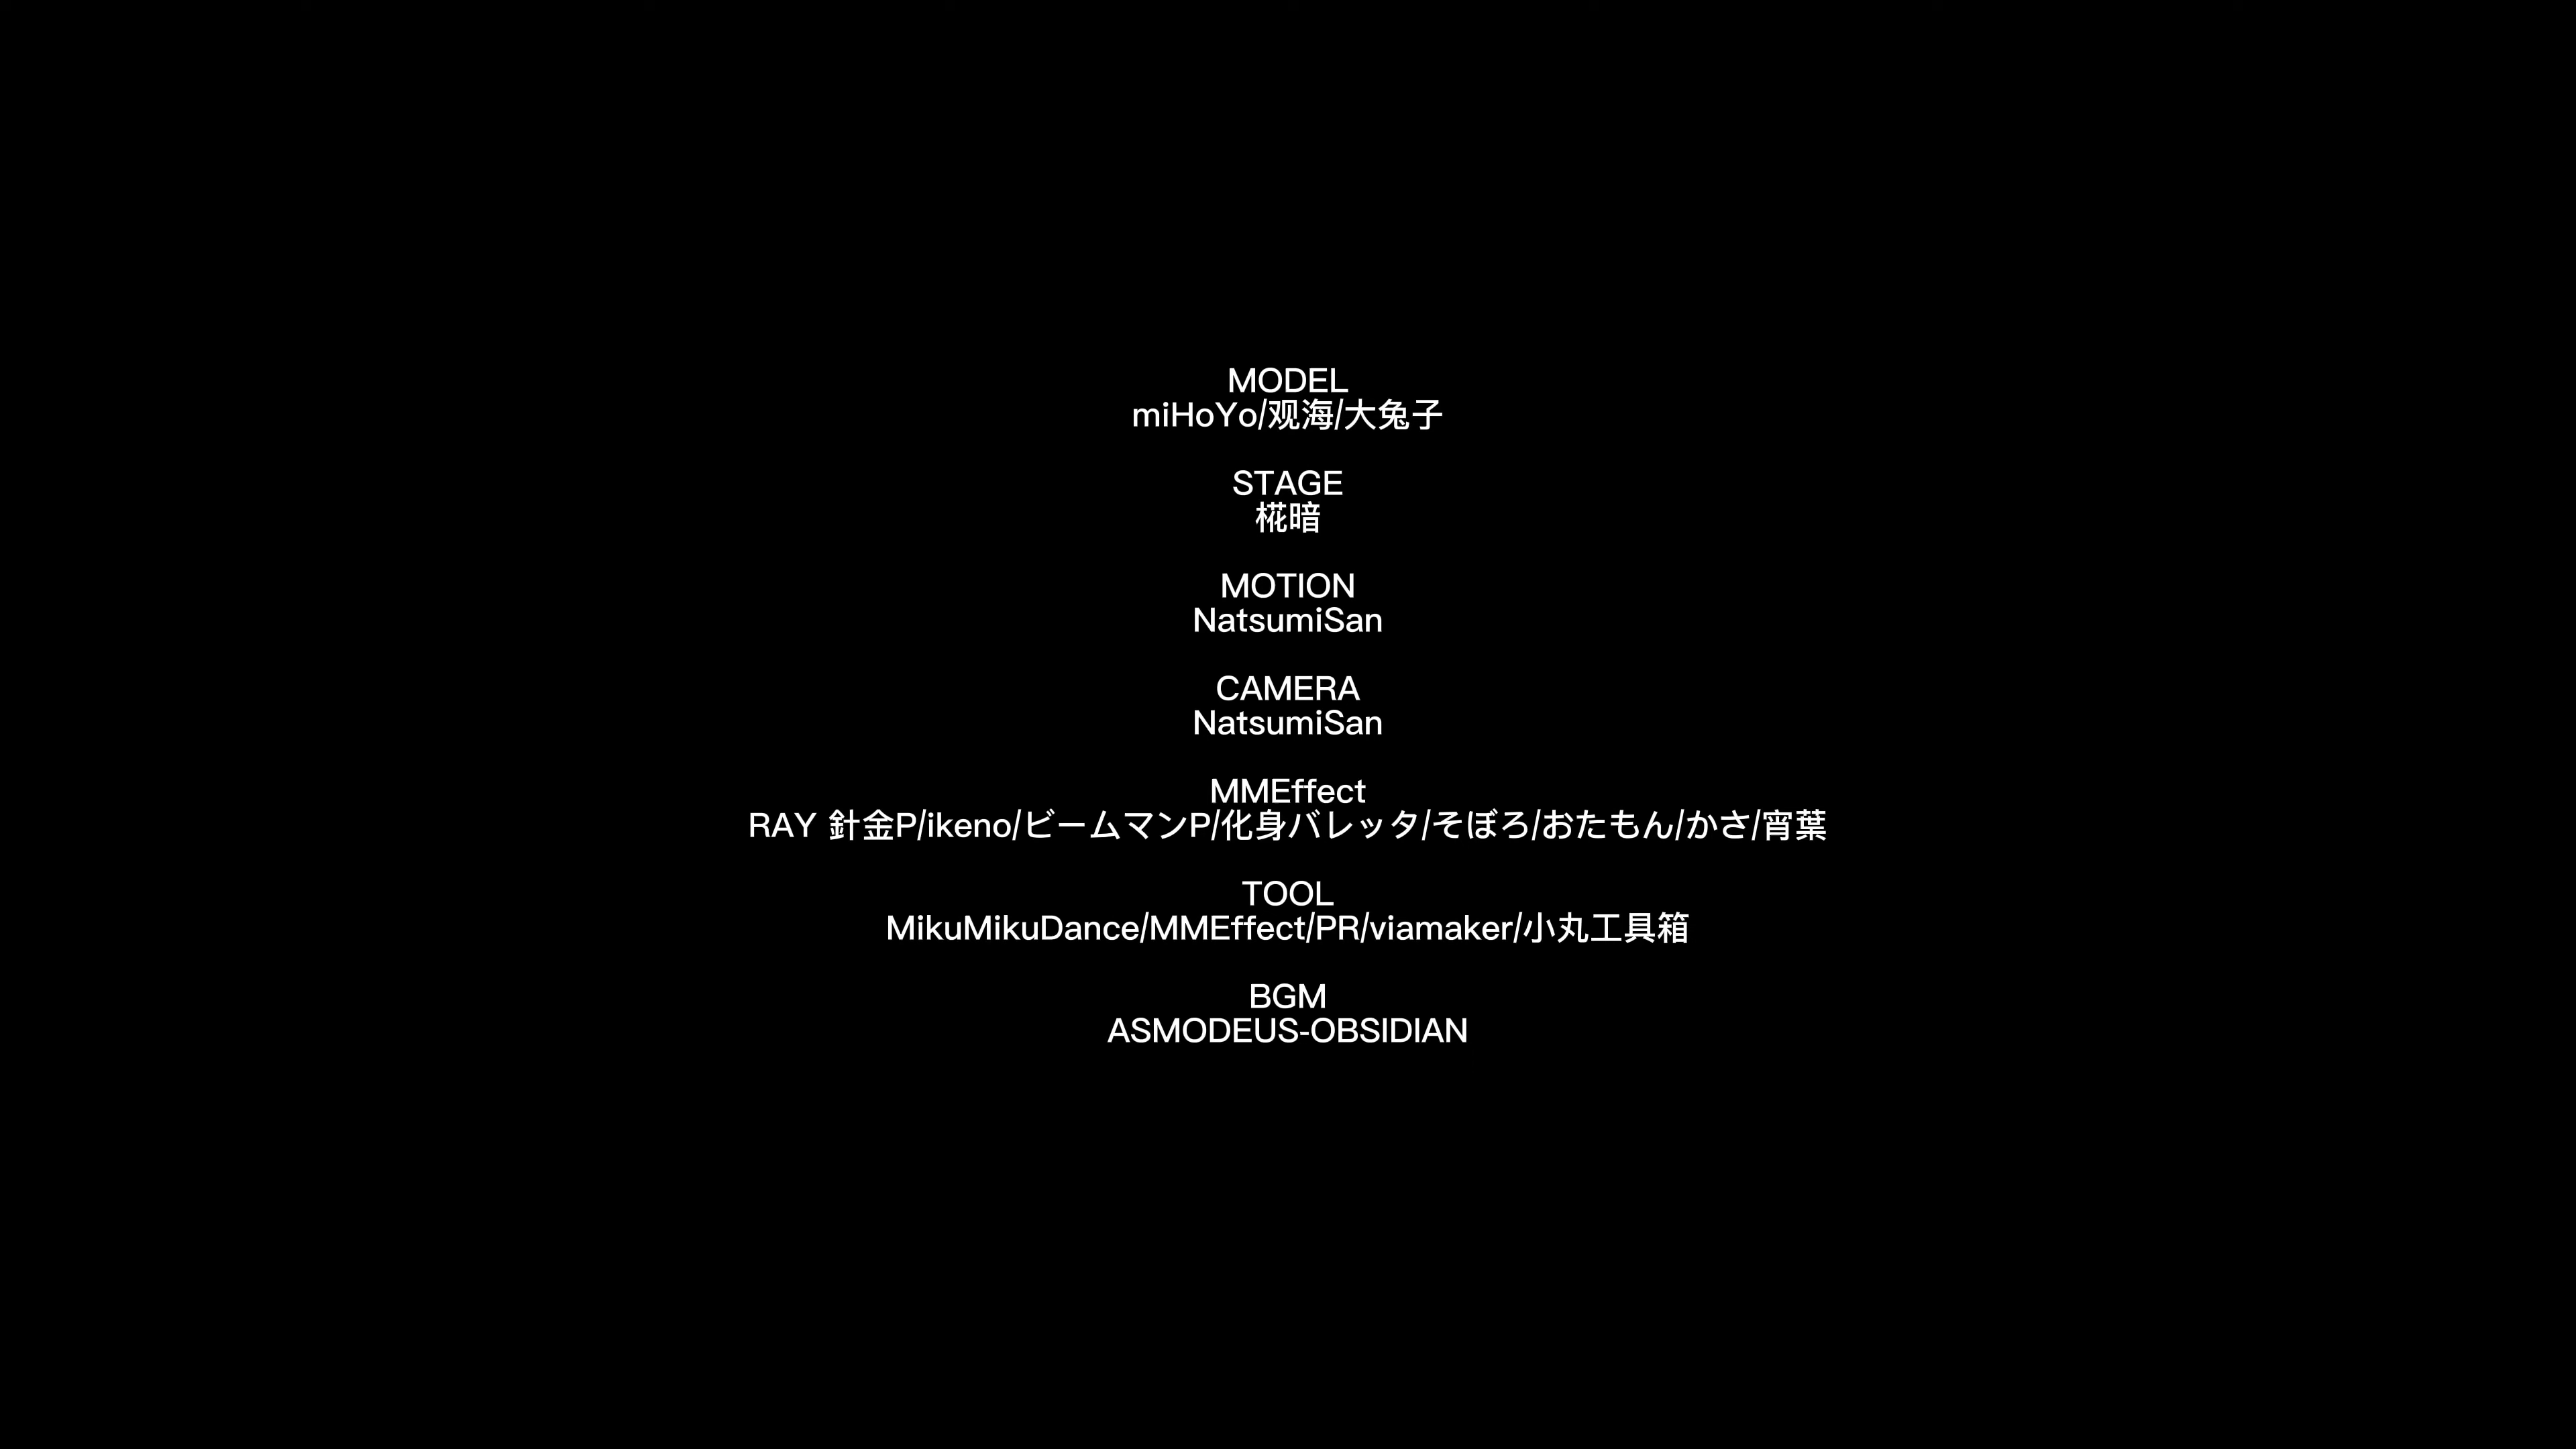 MODEL
miHoYo/观海/大兔子
STAGE
椛暗
MOTION
NatsumiSan
CAMERA
NatsumiSan
MMEffect
RAY 針金P/ikeno/ビームマンP/化身バレッタ/そぼろ/おたもん/かさ/宵葉
TOOL
MikuMikuDance/MMEffect/PR/viamaker/小丸工具箱
BGM
ASMODEUS-OBSIDIAN